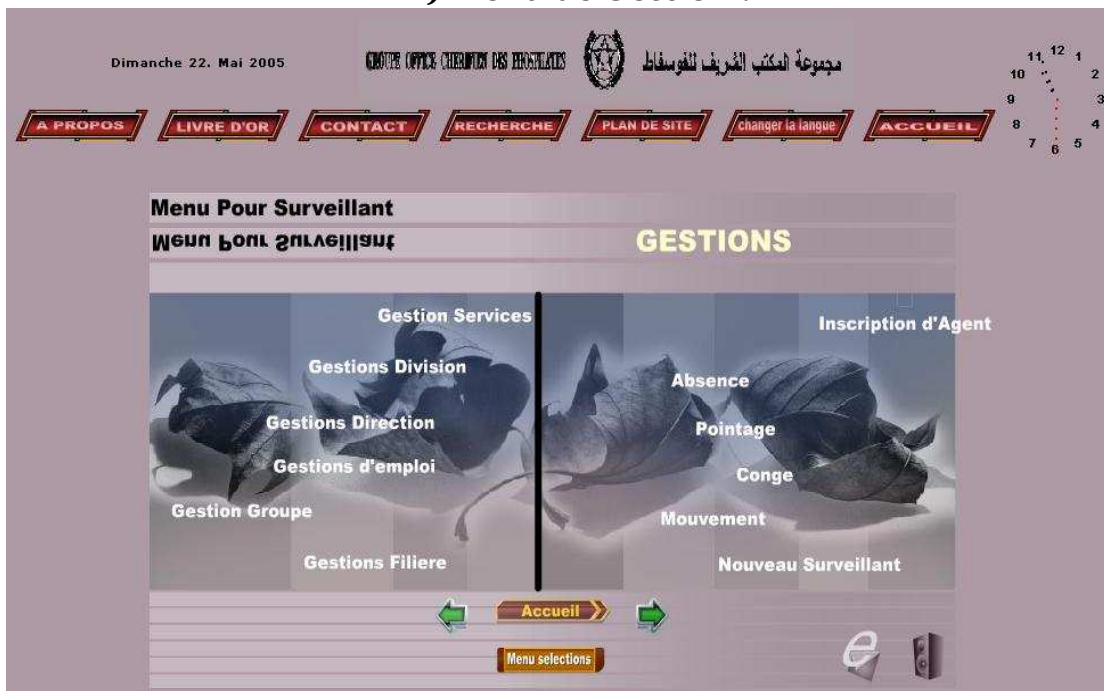 Dimanche 22. Mai 2005
GROUPE OFFICE CHERIFIEN DES PHOSPHATES
مجموعة المكتب الشريف للفوسفاط
11 12 1
10 2
9 3
8 4
7 6 5
A PROPOS
LIVRE D'OR
CONTACT
RECHERCHE
PLAN DE SITE
changer la langue
ACCUEIL
Menu Pour Surveillant
Menu Pour Surveillant
GESTIONS
Gestion Services
Gestions Division
Gestions Direction
Gestions d'emploi
Gestion Groupe
Gestions Filiere
Inscription d'Agent
Absence
Pointage
Conge
Mouvement
Nouveau Surveillant
Accueil
Menu selections
e